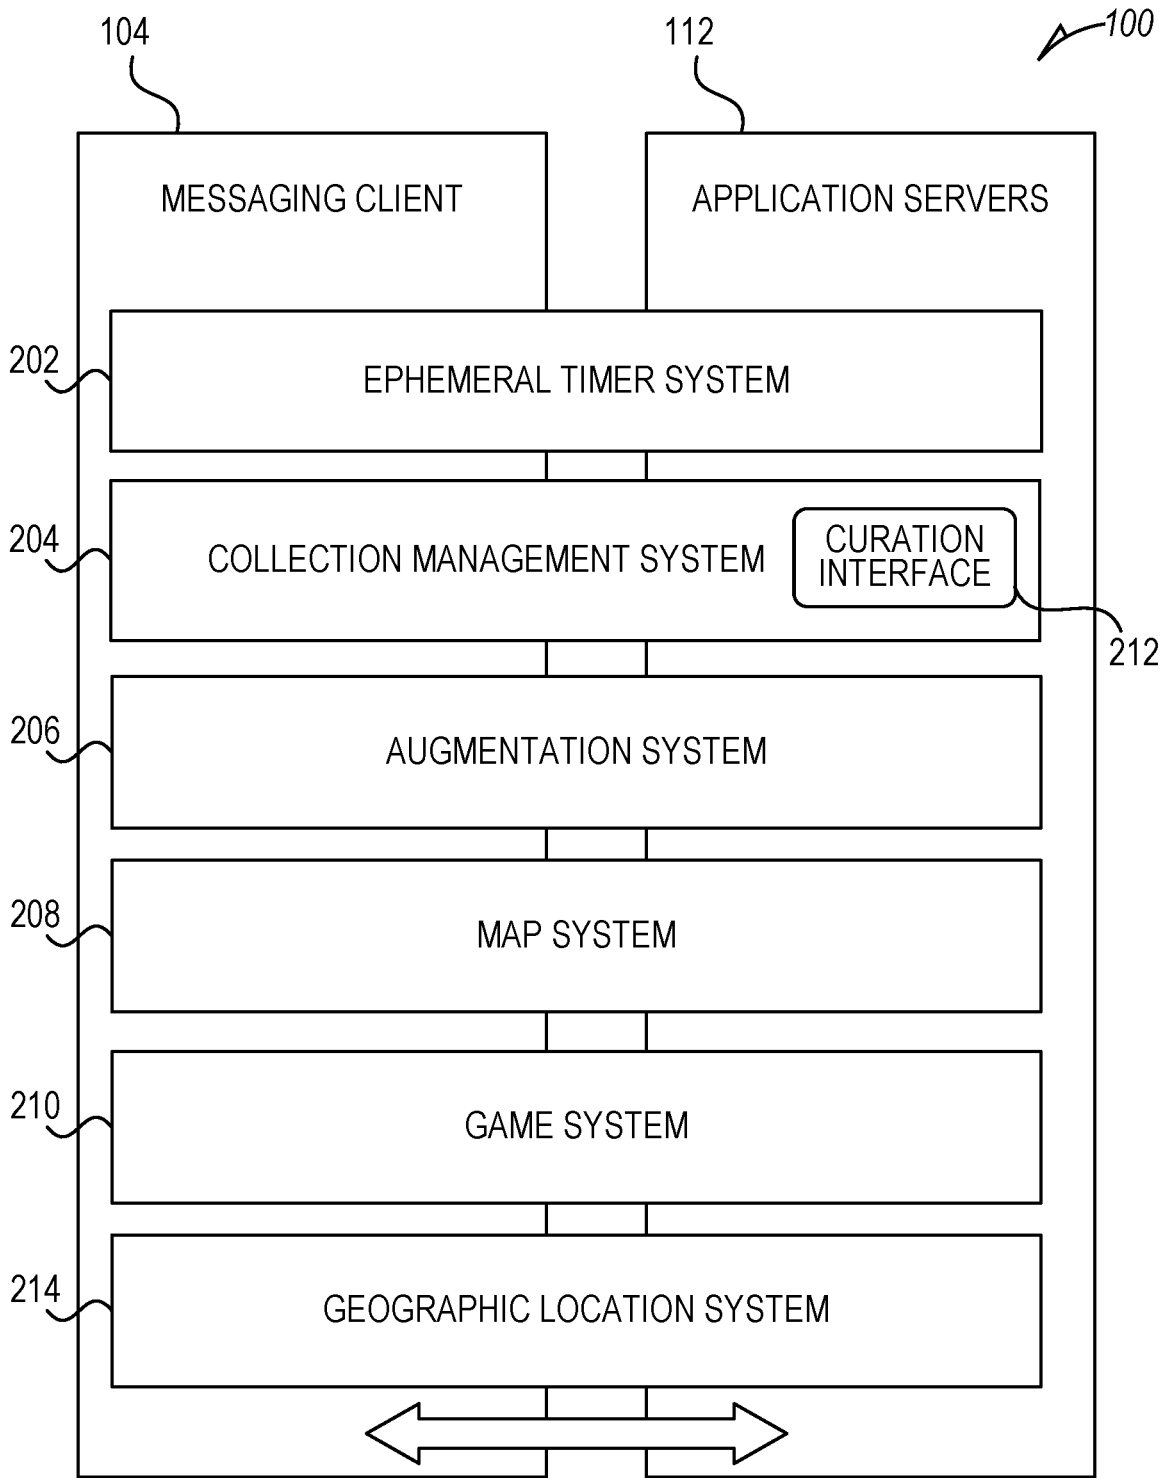 104
112
100
MESSAGING CLIENT
APPLICATION SERVERS
202
EPHEMERAL TIMER SYSTEM
204
COLLECTION MANAGEMENT SYSTEM
CURATION
INTERFACE
212
206
AUGMENTATION SYSTEM
208
MAP SYSTEM
210
GAME SYSTEM
214
GEOGRAPHIC LOCATION SYSTEM